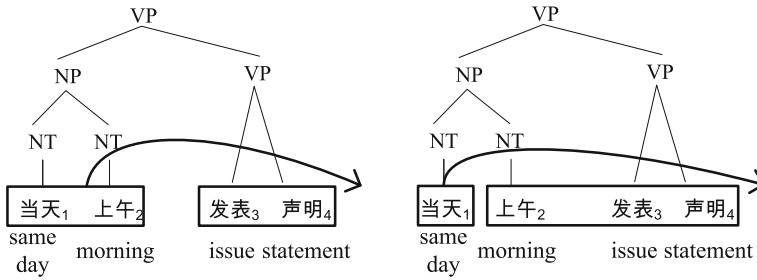 VP
NP VP
NT NT
当天₁ 上午₂ 发表₃ 声明₄
same day morning issue statement
VP
NP VP
NT NT
当天₁ 上午₂ 发表₃ 声明₄
same day morning issue statement